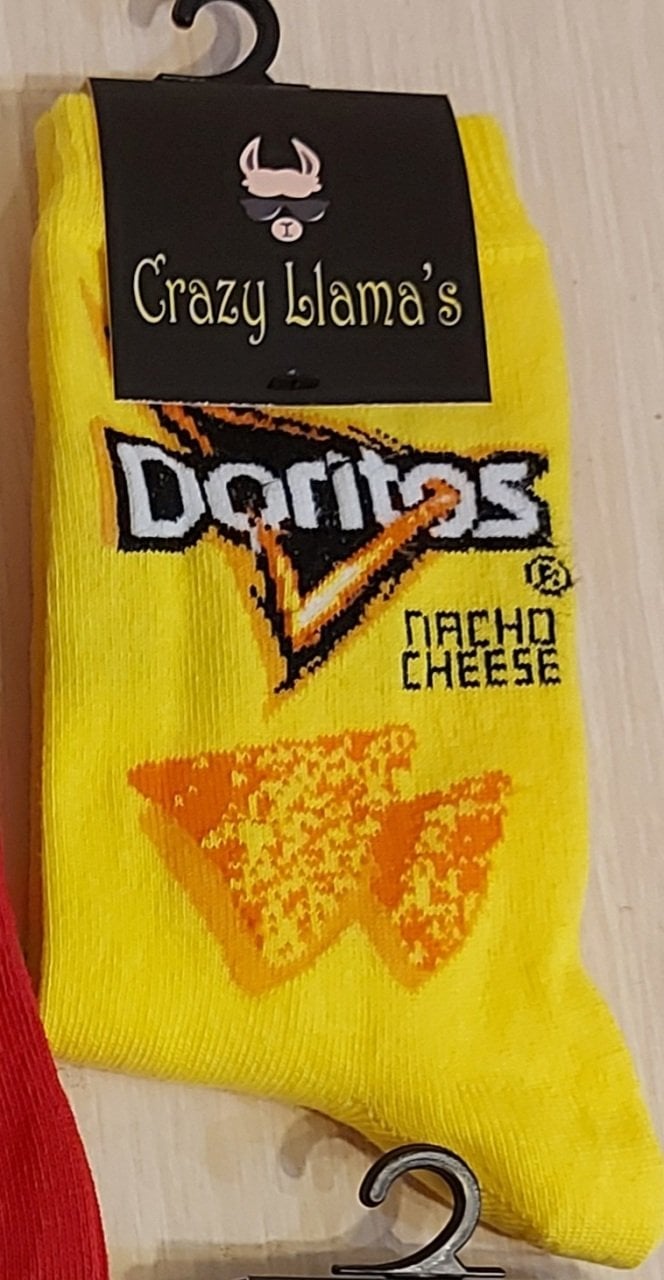 Crazy Llama's
Doritos
®
NACHO
CHEESE